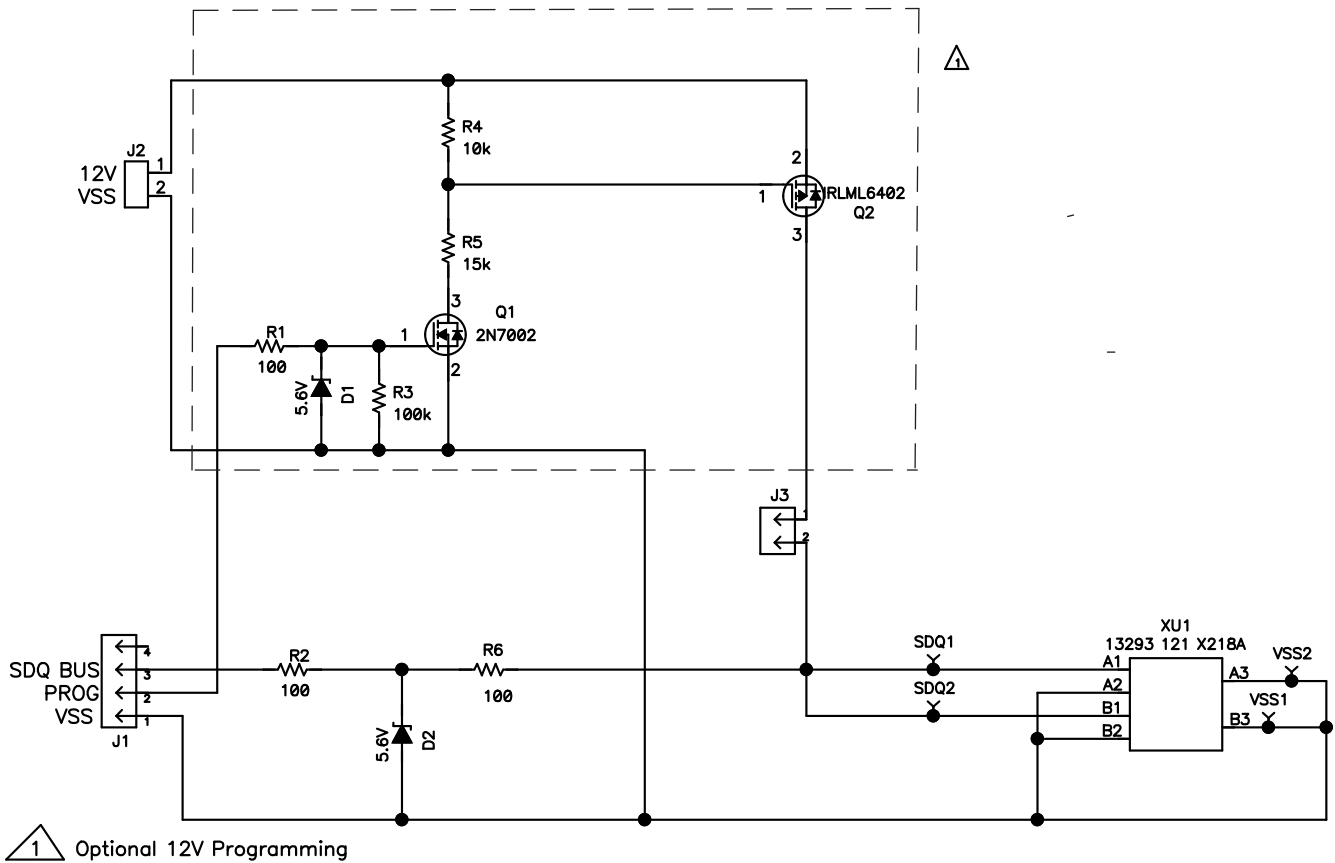 1
R4
10k
J2
12V 1
VSS 2
2
1
IRLML6402
Q2
3
R5
15k
3
Q1
2N7002
1
2
R1
100
5.6V
D1
R3
100k
J3
1
2
4
SDQ BUS 3
PROG 2
VSS 1
J1
R2
100
R6
100
5.6V
D2
SDQ1
SDQ2
XU1
13293 121 X218A
A1
A2
B1
B2
A3
B3
VSS2
VSS1
1 Optional 12V Programming